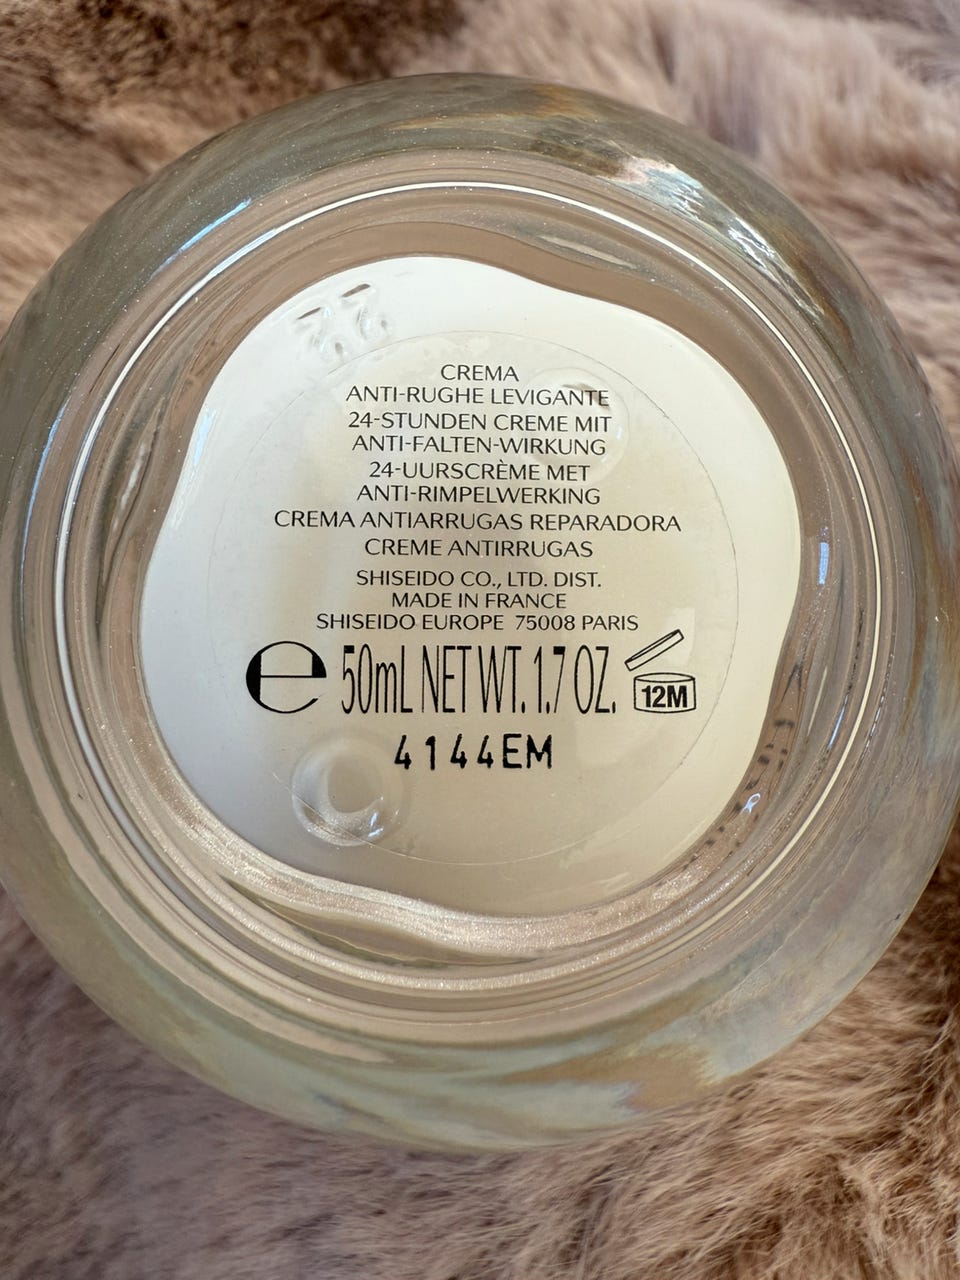 CREMA
ANTI-RUGHE LEVIGANTE
24-STUNDEN CREME MIT
ANTI-FALTEN-WIRKUNG
24-UURSCRÈME MET
ANTI-RIMPELWERKING
CREMA ANTIARRUGAS REPARADORA
CREME ANTIRRUGAS
SHISEIDO CO., LTD. DIST.
MADE IN FRANCE
SHISEIDO EUROPE 75008 PARIS
e 50mL NET WT. 1.7 OZ. 12M
4144EM